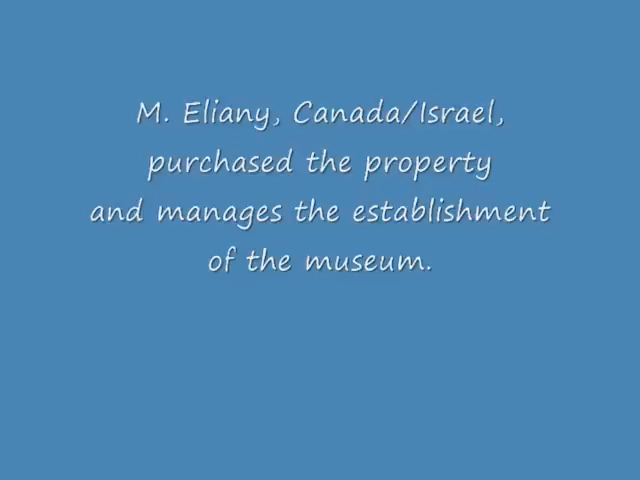 M. Eliany, Canada/Israel,
purchased the property
and manages the establishment
of the museum.